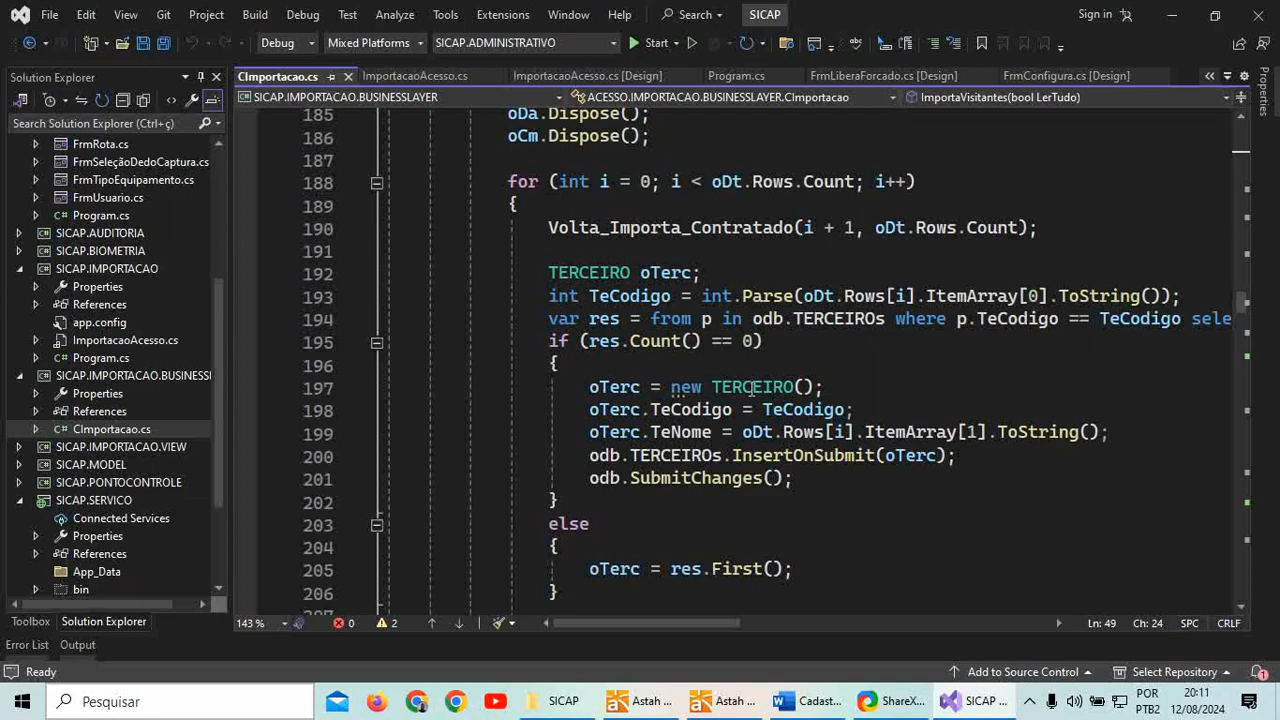 File Edit View Git Project Build Debug Test Analyze Tools Extensions Window Help Search SICAP Sign in
Debug Mixed Platforms SICAP.ADMINISTRATIVO Start
Solution Explorer
Search Solution Explorer (Ctrl+ç)
FrmRota.cs
FrmSeleçãoDedoCaptura.cs
FrmTipoEquipamento.cs
FrmUsuario.cs
Program.cs
SICAP.AUDITORIA
SICAP.BIOMETRIA
SICAP.IMPORTACAO
Properties
References
app.config
ImportacaoAcesso.cs
Program.cs
SICAP.IMPORTACAO.BUSINESSL
Properties
References
CImportacao.cs
SICAP.IMPORTACAO.VIEW
SICAP.MODEL
SICAP.PONTOCONTROLE
SICAP.SERVICO
Connected Services
Properties
References
App_Data
bin
Toolbox Solution Explorer
CImportacao.cs ImportacaoAcesso.cs ImportacaoAcesso.cs [Design] Program.cs FrmLiberaForcado.cs [Design] FrmConfigura.cs [Design]
SICAP.IMPORTACAO.BUSINESSLAYER ACESSO.IMPORTACAO.BUSINESSLAYER.CImportacao ImportaVisitantes(bool LerTudo)
Properties
185 oDa.Dispose();
186 oCm.Dispose();
187
188 for (int i = 0; i < oDt.Rows.Count; i++)
189 {
190 Volta_Importa_Contratado(i + 1, oDt.Rows.Count);
191
192 TERCEIRO oTerc;
193 int TeCodigo = int.Parse(oDt.Rows[i].ItemArray[0].ToString());
194 var res = from p in odb.TERCEIROs where p.TeCodigo == TeCodigo sele
195 if (res.Count() == 0)
196 {
197 oTerc = new TERCEIRO();
198 oTerc.TeCodigo = TeCodigo;
199 oTerc.TeNome = oDt.Rows[i].ItemArray[1].ToString();
200 odb.TERCEIROs.InsertOnSubmit(oTerc);
201 odb.SubmitChanges();
202 }
203 else
204 {
205 oTerc = res.First();
206 }
143 % 0 2 Ln: 49 Ch: 24 SPC CRLF
Error List Output
Ready Add to Source Control Select Repository 1
Pesquisar SICAP Astah ... Astah ... Cadast... ShareX... SICAP ... POR PTB2 20:11 12/08/2024